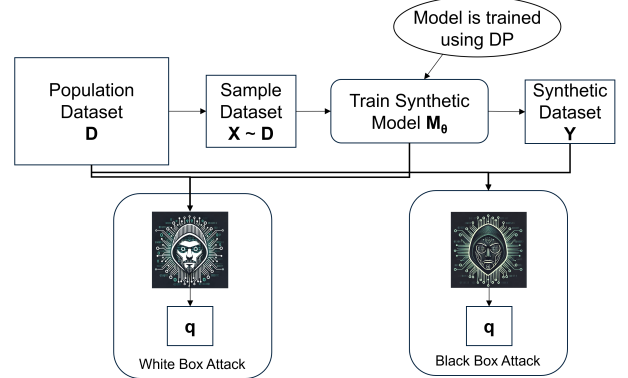 Model is trained
using DP
Population
Dataset
D
Sample
Dataset
X ~ D
Train Synthetic
Model Mθ
Synthetic
Dataset
Y
q
White Box Attack
q
Black Box Attack